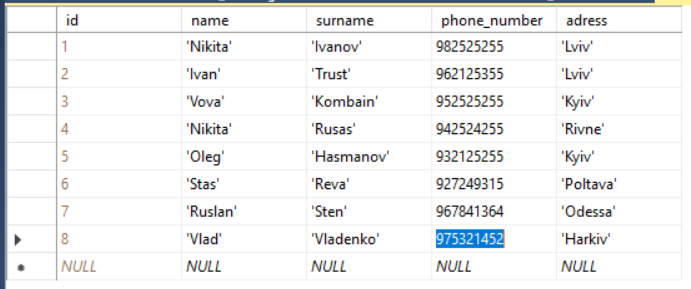 id name surname phone_number adress
1 'Nikita' 'Ivanov' 982525255 'Lviv'
2 'Ivan' 'Trust' 962125355 'Lviv'
3 'Vova' 'Kombain' 952525255 'Kyiv'
4 'Nikita' 'Rusas' 942524255 'Rivne'
5 'Oleg' 'Hasmanov' 932125255 'Kyiv'
6 'Stas' 'Reva' 927249315 'Poltava'
7 'Ruslan' 'Sten' 967841364 'Odessa'
8 'Vlad' 'Vladenko' 975321452 'Harkiv'
NULL NULL NULL NULL NULL